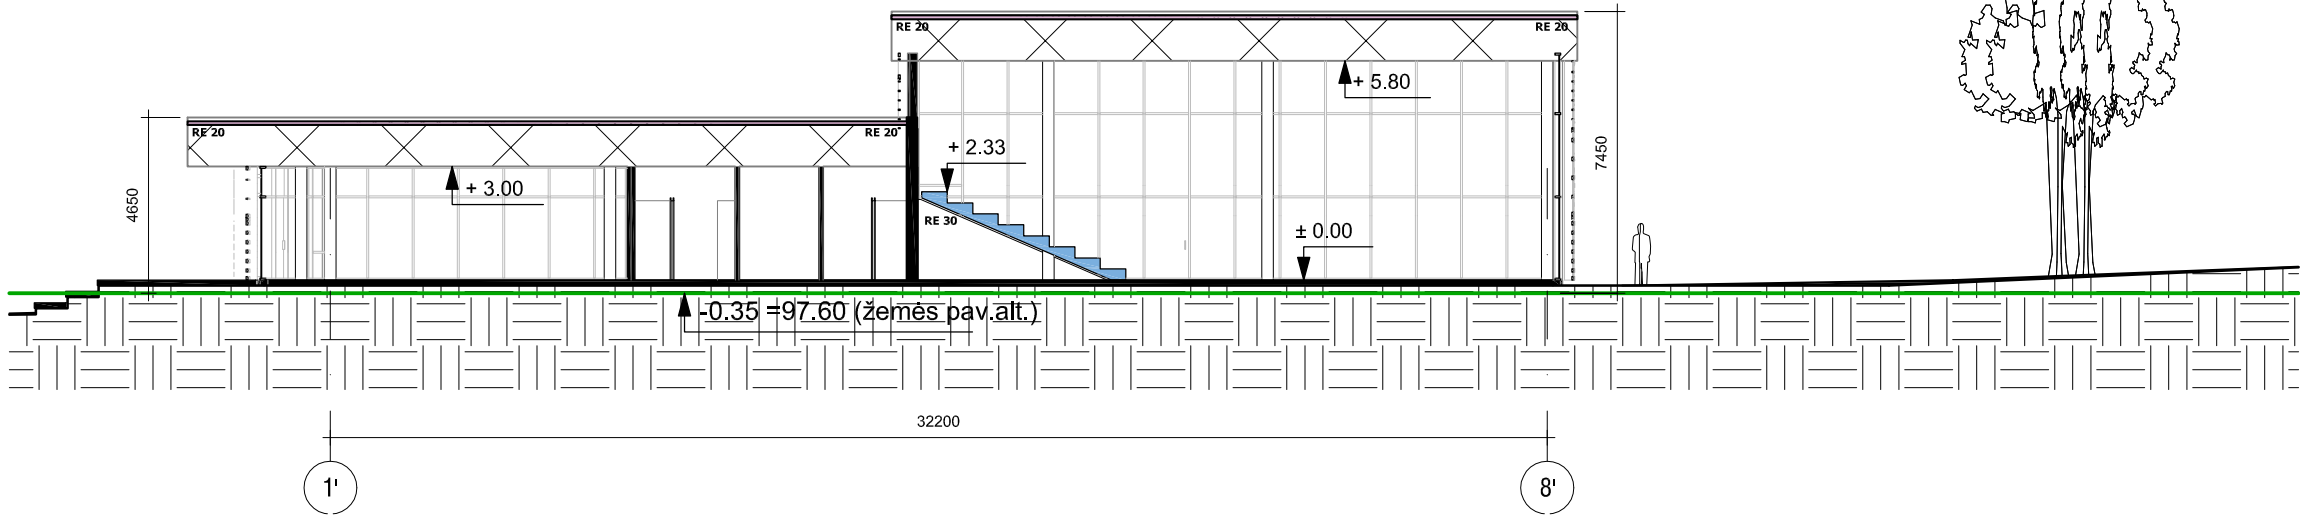 RE 20
RE 20
+ 5.80
RE 20
RE 20
7450
+ 2.33
+ 3.00
4650
RE 30
± 0.00
-0.35 =97.60 (žemės pav.alt.)
32200
1'
8'